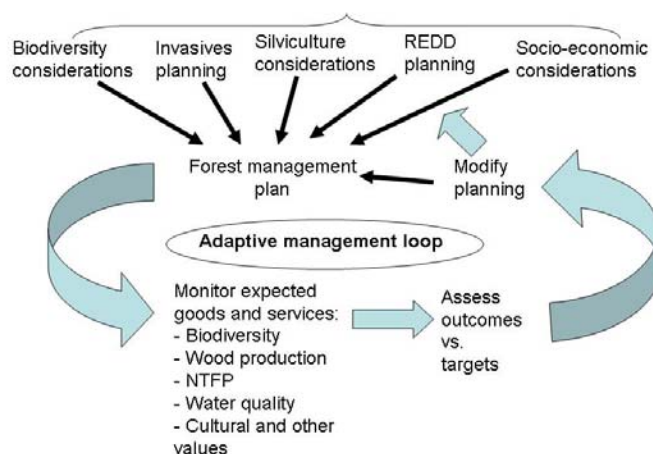 Biodiversity
considerations
Invasives
planning
Silviculture
considerations
REDD
planning
Socio-economic
considerations
Forest management
plan
Modify
planning
Adaptive management loop
Monitor expected
goods and services:
- Biodiversity
- Wood production
- NTFP
- Water quality
- Cultural and other
values
Assess
outcomes
vs.
targets